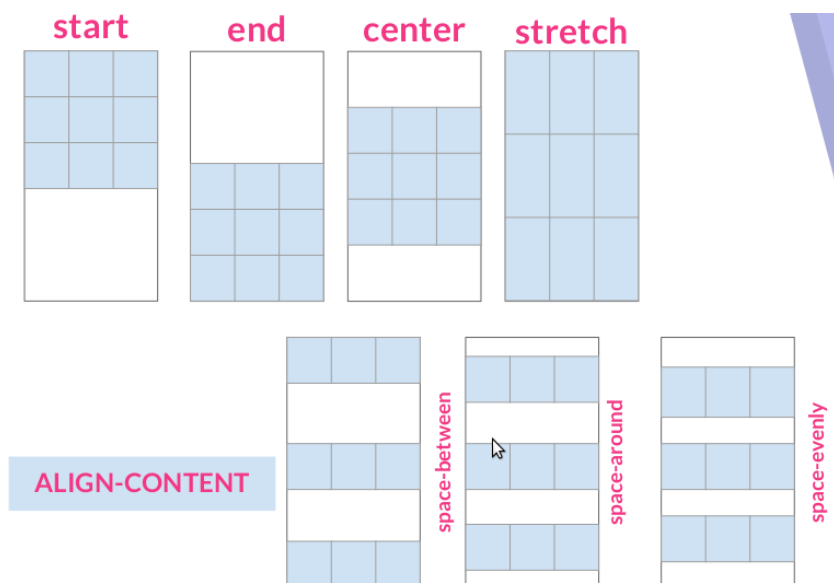 start
end
center
stretch
ALIGN-CONTENT
space-between
space-around
space-evenly